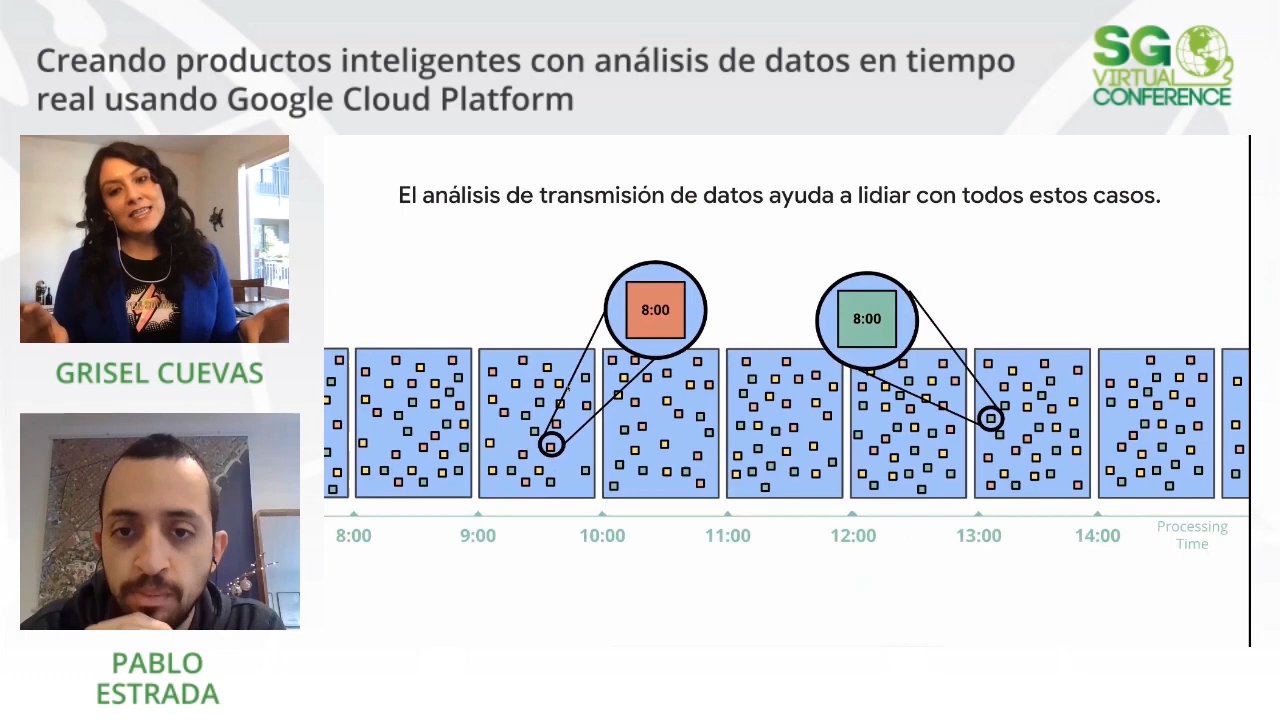 Creando productos inteligentes con análisis de datos en tiempo
real usando Google Cloud Platform
SG
VIRTUAL
CONFERENCE
GRISEL CUEVAS
PABLO
ESTRADA
El análisis de transmisión de datos ayuda a lidiar con todos estos casos.
8:00
8:00
8:00
9:00
10:00
11:00
12:00
13:00
14:00
Processing
Time